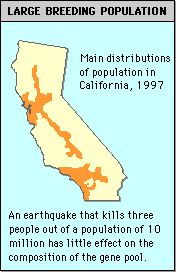 LARGE BREEDING POPULATION
Main distributions
of population in
California, 1997
An earthquake that kills three
people out of a population of 10
million has little effect on the
composition of the gene pool.